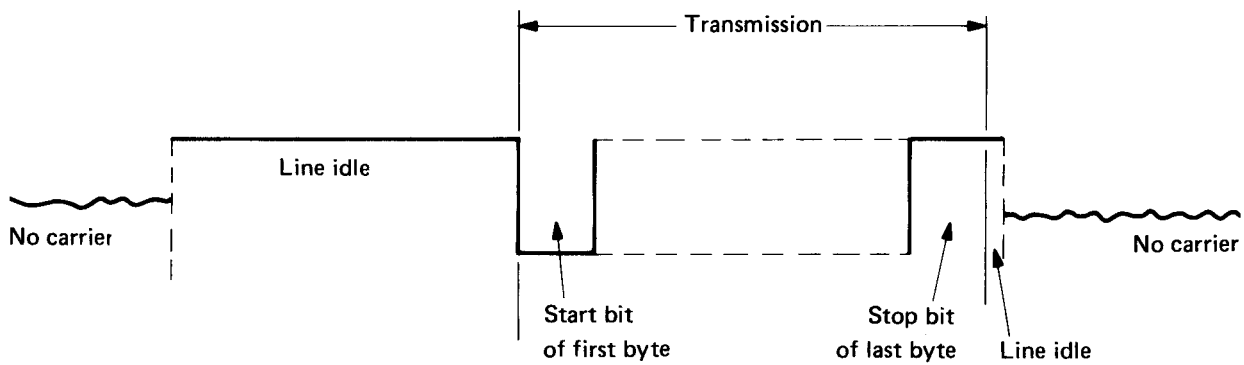 Transmission
Line idle
No carrier
No carrier
Start bit
of first byte
Stop bit
of last byte
Line idle